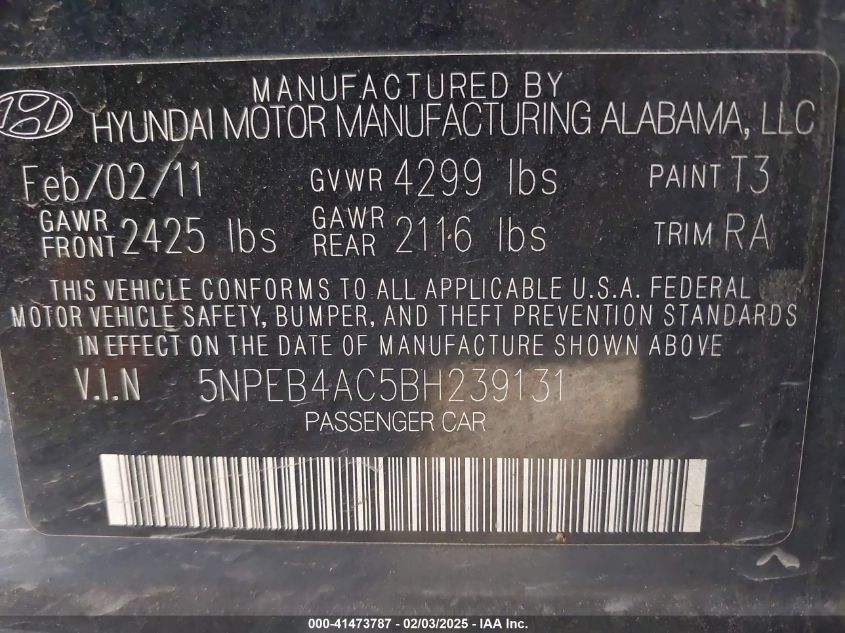 MANUFACTURED BY
HYUNDAI MOTOR MANUFACTURING ALABAMA, LLC
Feb/02/11 GVWR 4299 lbs PAINT T3
GAWR FRONT 2425 lbs GAWR REAR 2116 lbs TRIM RA
THIS VEHICLE CONFORMS TO ALL APPLICABLE U.S.A. FEDERAL
MOTOR VEHICLE SAFETY, BUMPER, AND THEFT PREVENTION STANDARDS
IN EFFECT ON THE DATE OF MANUFACTURE SHOWN ABOVE
V.I.N 5NPEB4AC5BH239131
PASSENGER CAR
000-41473787 - 02/03/2025 - IAA, Inc.